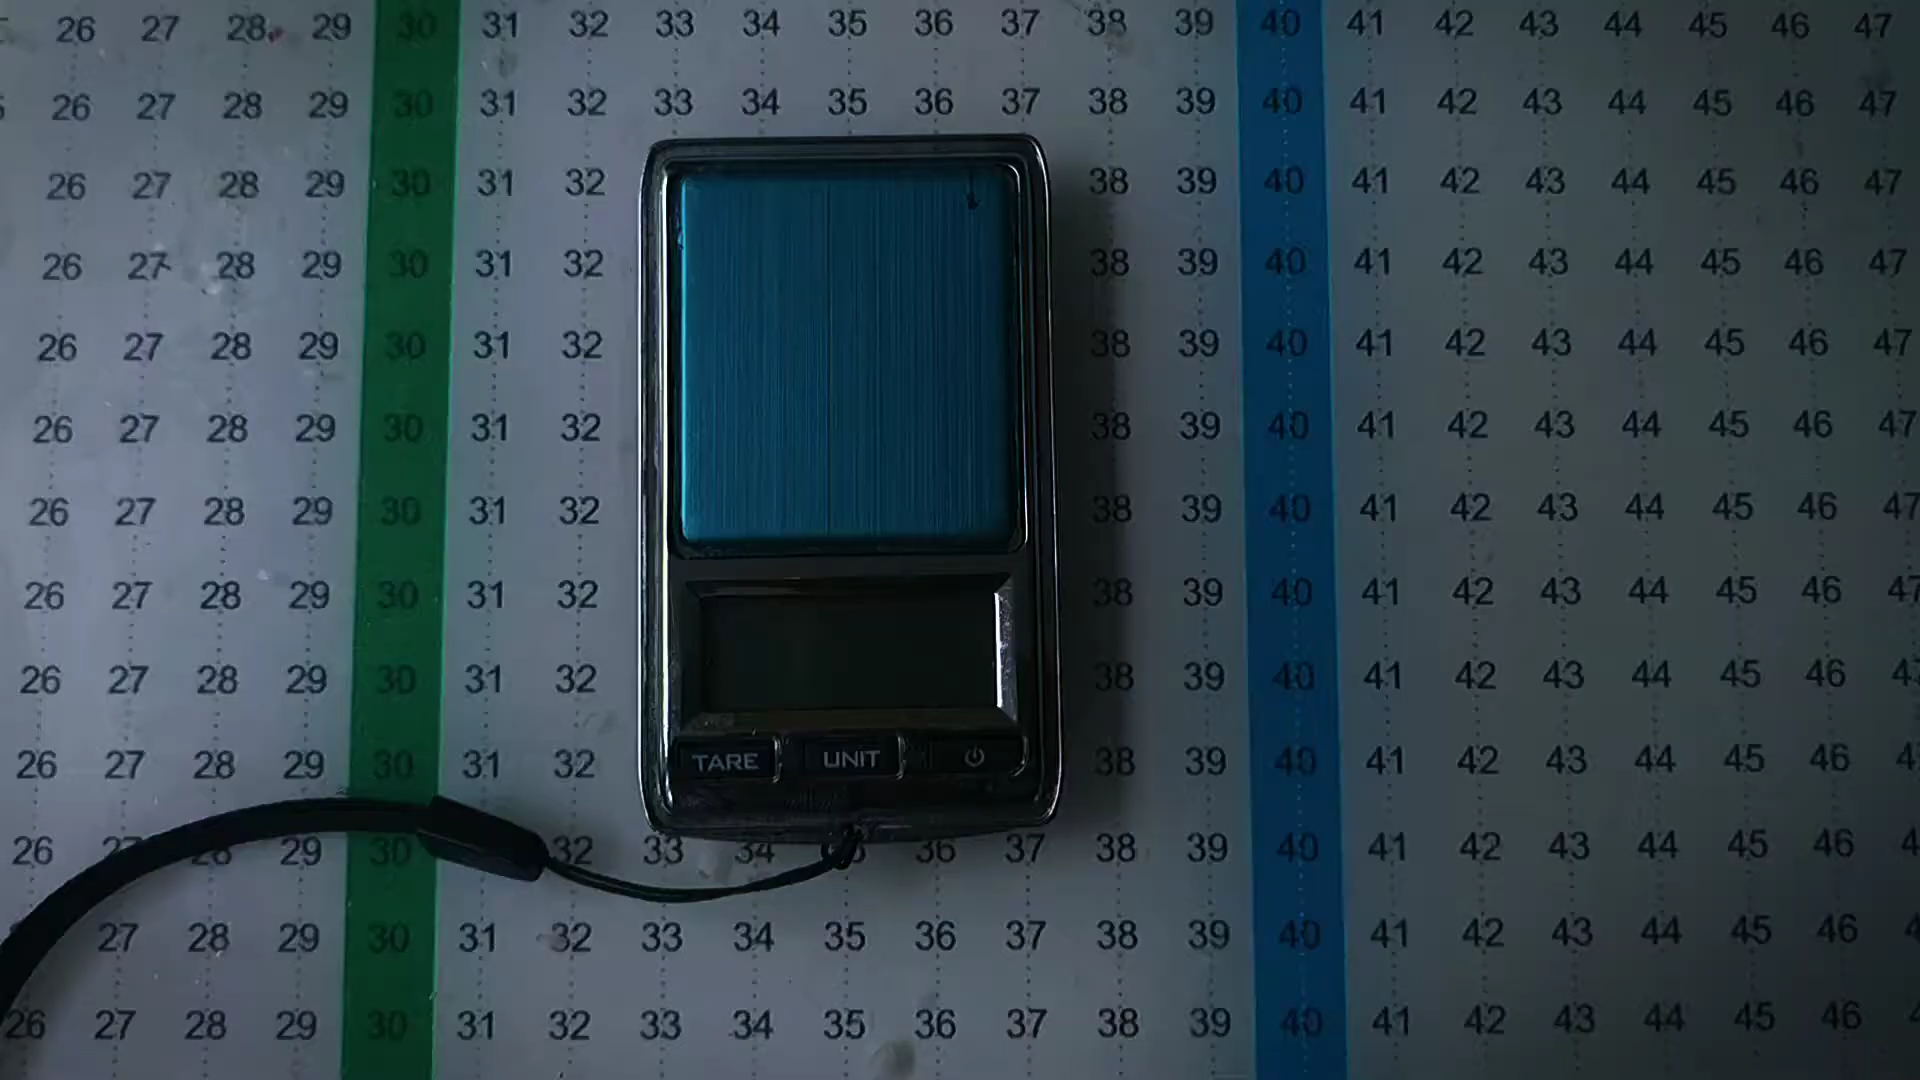 26 27 28 29 30 31 32 33 34 35 36 37 38 39 40 41 42 43 44 45 46 47
26 27 28 29 30 31 32 33 34 35 36 37 38 39 40 41 42 43 44 45 46 47
26 27 28 29 30 31 32 38 39 40 41 42 43 44 45 46 47
26 27 28 29 30 31 32 38 39 40 41 42 43 44 45 46 47
26 27 28 29 30 31 32 38 39 40 41 42 43 44 45 46 47
26 27 28 29 30 31 32 38 39 40 41 42 43 44 45 46 47
26 27 28 29 30 31 32 38 39 40 41 42 43 44 45 46 47
26 27 28 29 30 31 32 38 39 40 41 42 43 44 45 46 47
26 27 28 29 30 31 32 38 39 40 41 42 43 44 45 46
26 27 28 29 30 31 32 TARE UNIT 38 39 40 41 42 43 44 45 46
26 27 28 29 30 31 32 33 34 35 36 37 38 39 40 41 42 43 44 45 46
27 28 29 30 31 32 33 34 35 36 37 38 39 40 41 42 43 44 45 46
26 27 28 29 30 31 32 33 34 35 36 37 38 39 40 41 42 43 44 45 46